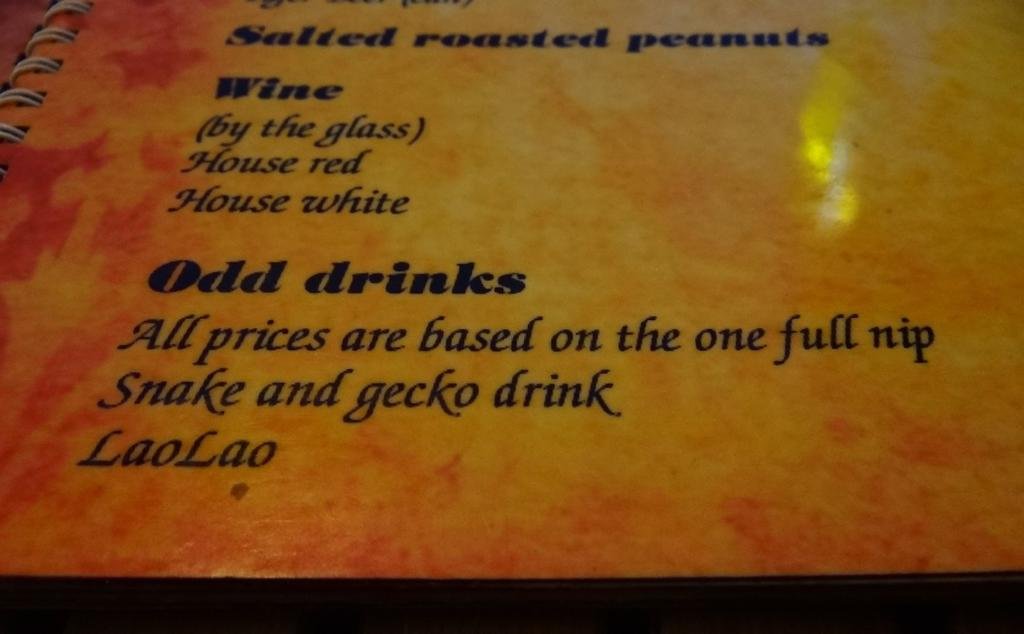 Salted roasted peanuts
Wine
(by the glass)
House red
House white
Odd drinks
All prices are based on the one full nip
Snake and gecko drink
LaoLao